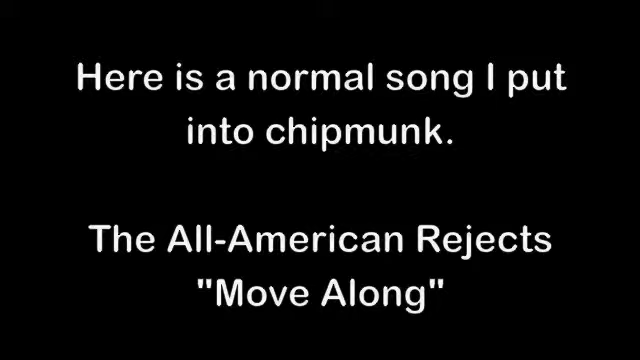 Here is a normal song I put
into chipmunk.
The All-American Rejects
"Move Along"